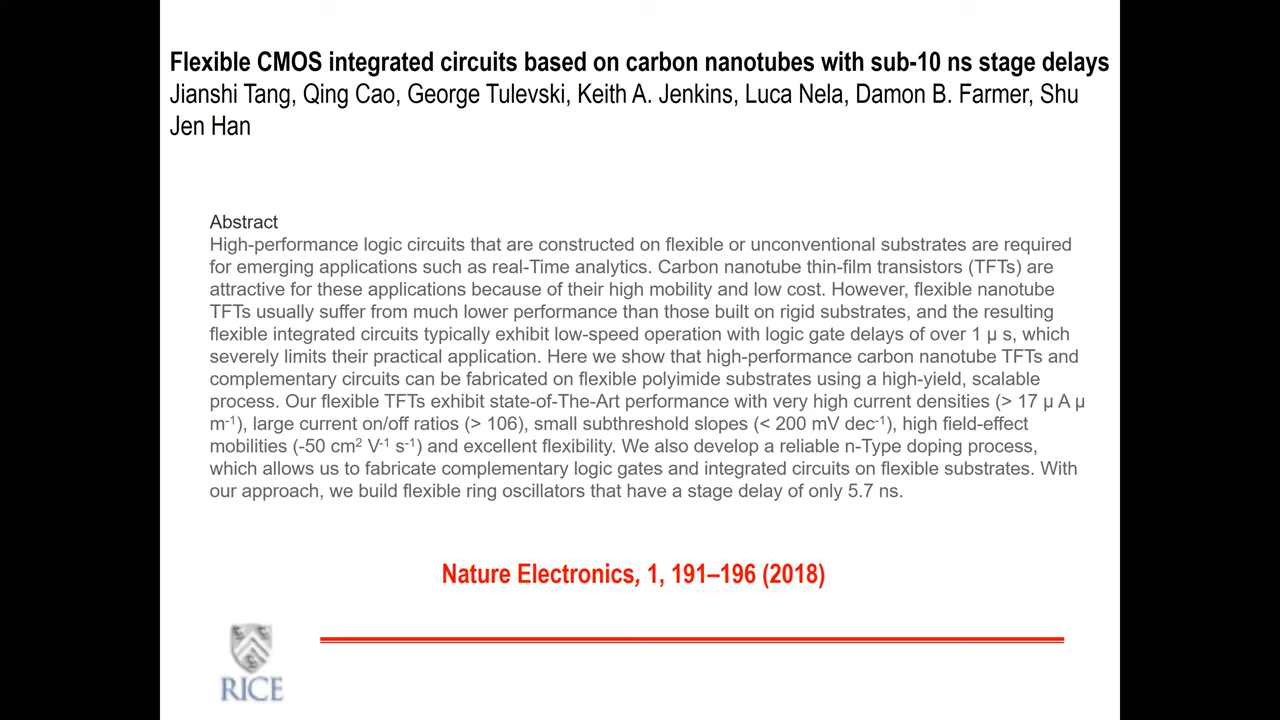 Flexible CMOS integrated circuits based on carbon nanotubes with sub-10 ns stage delays
Jianshi Tang, Qing Cao, George Tulevski, Keith A. Jenkins, Luca Nela, Damon B. Farmer, Shu
Jen Han
Abstract
High-performance logic circuits that are constructed on flexible or unconventional substrates are required
for emerging applications such as real-Time analytics. Carbon nanotube thin-film transistors (TFTs) are
attractive for these applications because of their high mobility and low cost. However, flexible nanotube
TFTs usually suffer from much lower performance than those built on rigid substrates, and the resulting
flexible integrated circuits typically exhibit low-speed operation with logic gate delays of over 1 μ s, which
severely limits their practical application. Here we show that high-performance carbon nanotube TFTs and
complementary circuits can be fabricated on flexible polyimide substrates using a high-yield, scalable
process. Our flexible TFTs exhibit state-of-The-Art performance with very high current densities (> 17 μ A μ
m⁻¹), large current on/off ratios (> 106), small subthreshold slopes (< 200 mV dec⁻¹), high field-effect
mobilities (-50 cm² V⁻¹ s⁻¹) and excellent flexibility. We also develop a reliable n-Type doping process,
which allows us to fabricate complementary logic gates and integrated circuits on flexible substrates. With
our approach, we build flexible ring oscillators that have a stage delay of only 5.7 ns.
Nature Electronics, 1, 191–196 (2018)
RICE